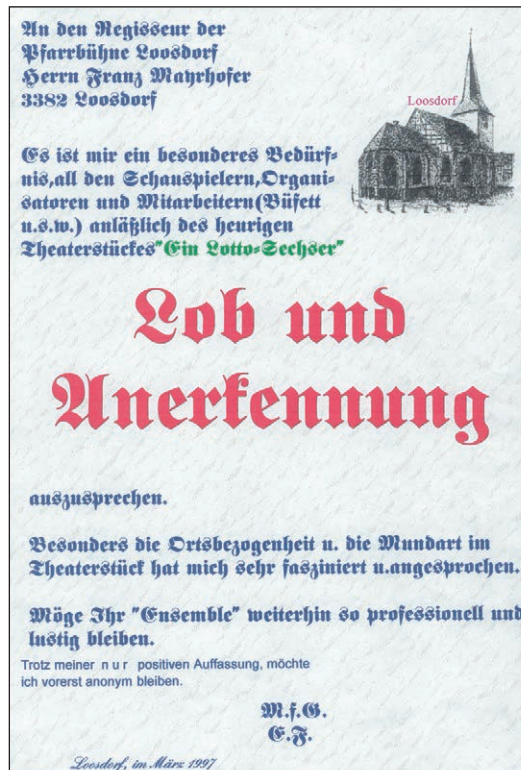 An den Regisseur der
Pfarrbühne Loosdorf
Herrn Franz Mayrhofer
3382 Loosdorf
Loosdorf
Es ist mir ein besonderes Bedürf-
nis,all den Schauspielern,Organi-
satoren und Mitarbeitern(Büfett
u.s.w.) anläßlich des heurigen
Theaterstückes"Ein Lotto-Sechser"
Lob und
Anerkennung
auszusprechen.
Besonders die Ortsbezogenheit u. die Mundart im
Theaterstück hat mich sehr fasziniert u.angesprochen.
Möge Ihr "Ensemble" weiterhin so professionell und
lustig bleiben.
Trotz meiner n u r positiven Auffassung, möchte
ich vorerst anonym bleiben.
M.f.G.
E.F.
Loosdorf, im März 1997